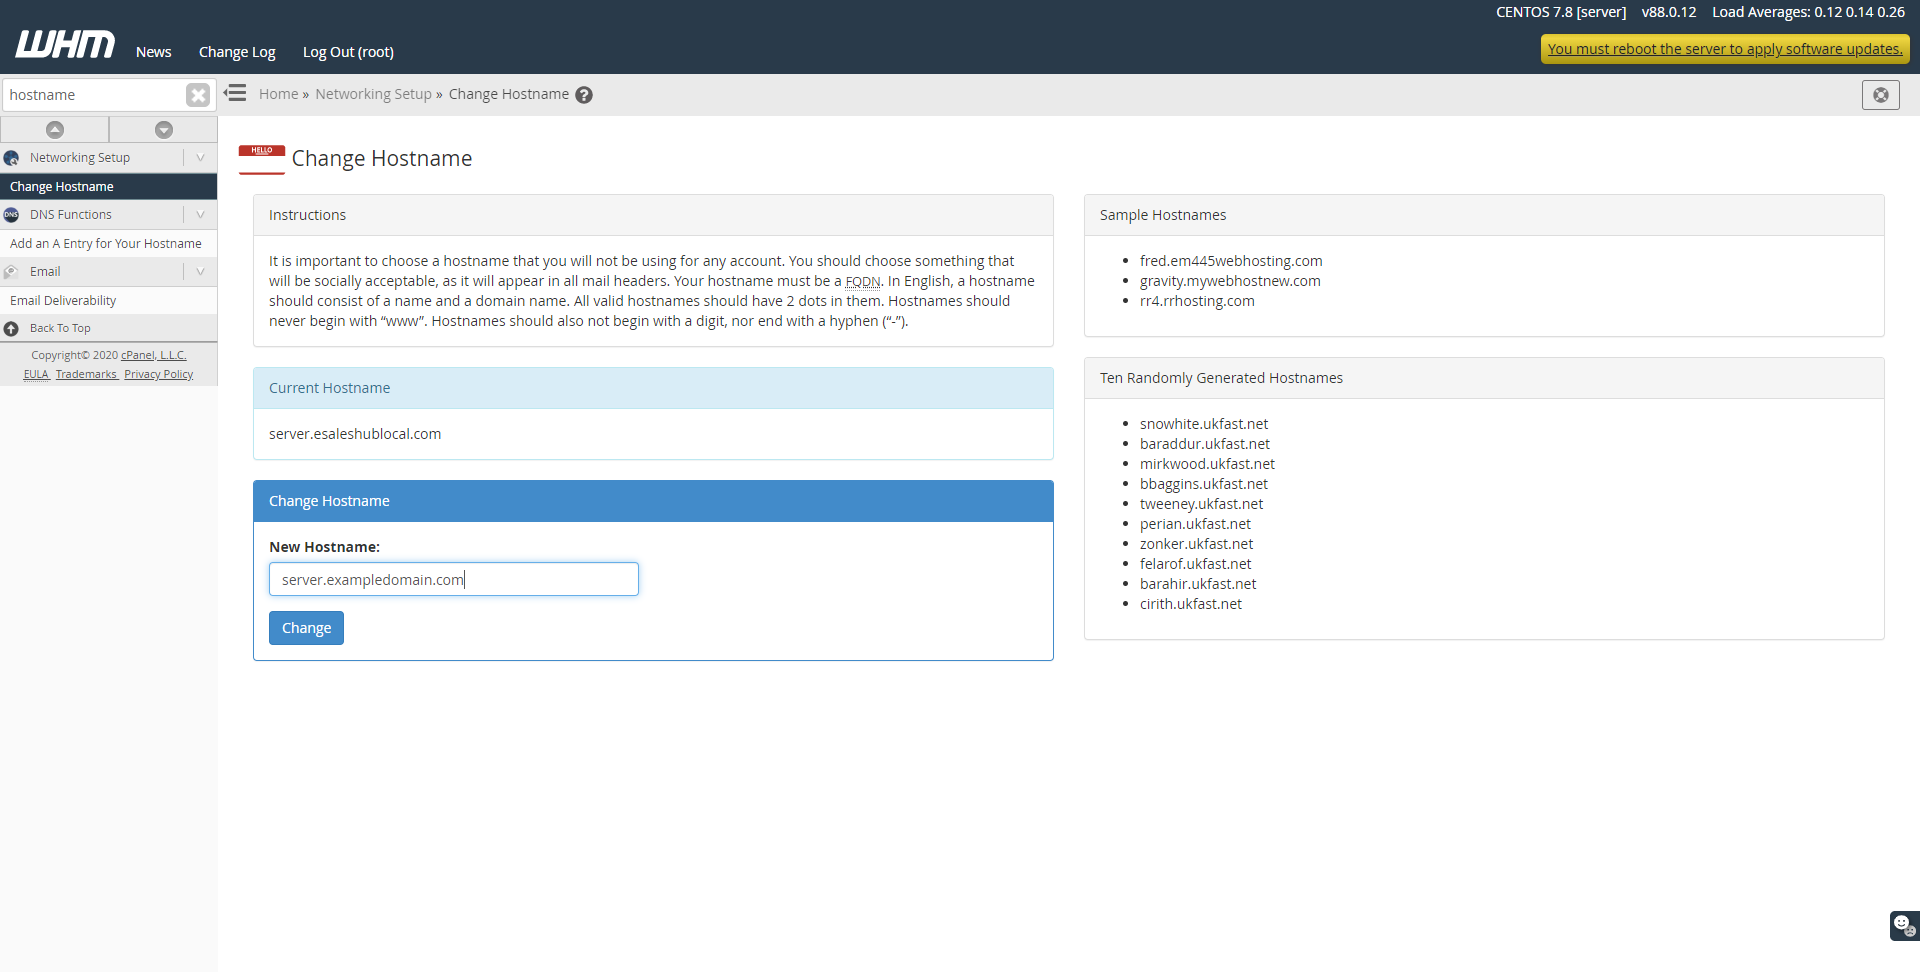 CENTOS 7.8 [server] v88.0.12 Load Averages: 0.12 0.14 0.26
WHM News Change Log Log Out (root)
You must reboot the server to apply software updates.
hostname
Home » Networking Setup » Change Hostname ?
Networking Setup
Change Hostname
DNS DNS Functions
Add an A Entry for Your Hostname
Email
Email Deliverability
Back To Top
Copyright© 2020 cPanel, L.L.C.
EULA Trademarks Privacy Policy
HELLO
Change Hostname
Instructions
It is important to choose a hostname that you will not be using for any account. You should choose something that
will be socially acceptable, as it will appear in all mail headers. Your hostname must be a FQDN. In English, a hostname
should consist of a name and a domain name. All valid hostnames should have 2 dots in them. Hostnames should
never begin with “www”. Hostnames should also not begin with a digit, nor end with a hyphen (“-”).
Current Hostname
server.esaleshublocal.com
Change Hostname
New Hostname:
server.exampledomain.com
Change
Sample Hostnames
fred.em445webhosting.com
gravity.mywebhostnew.com
rr4.rrhosting.com
Ten Randomly Generated Hostnames
snowhite.ukfast.net
baraddur.ukfast.net
mirkwood.ukfast.net
bbaggins.ukfast.net
tweeney.ukfast.net
perian.ukfast.net
zonker.ukfast.net
felarof.ukfast.net
barahir.ukfast.net
cirith.ukfast.net